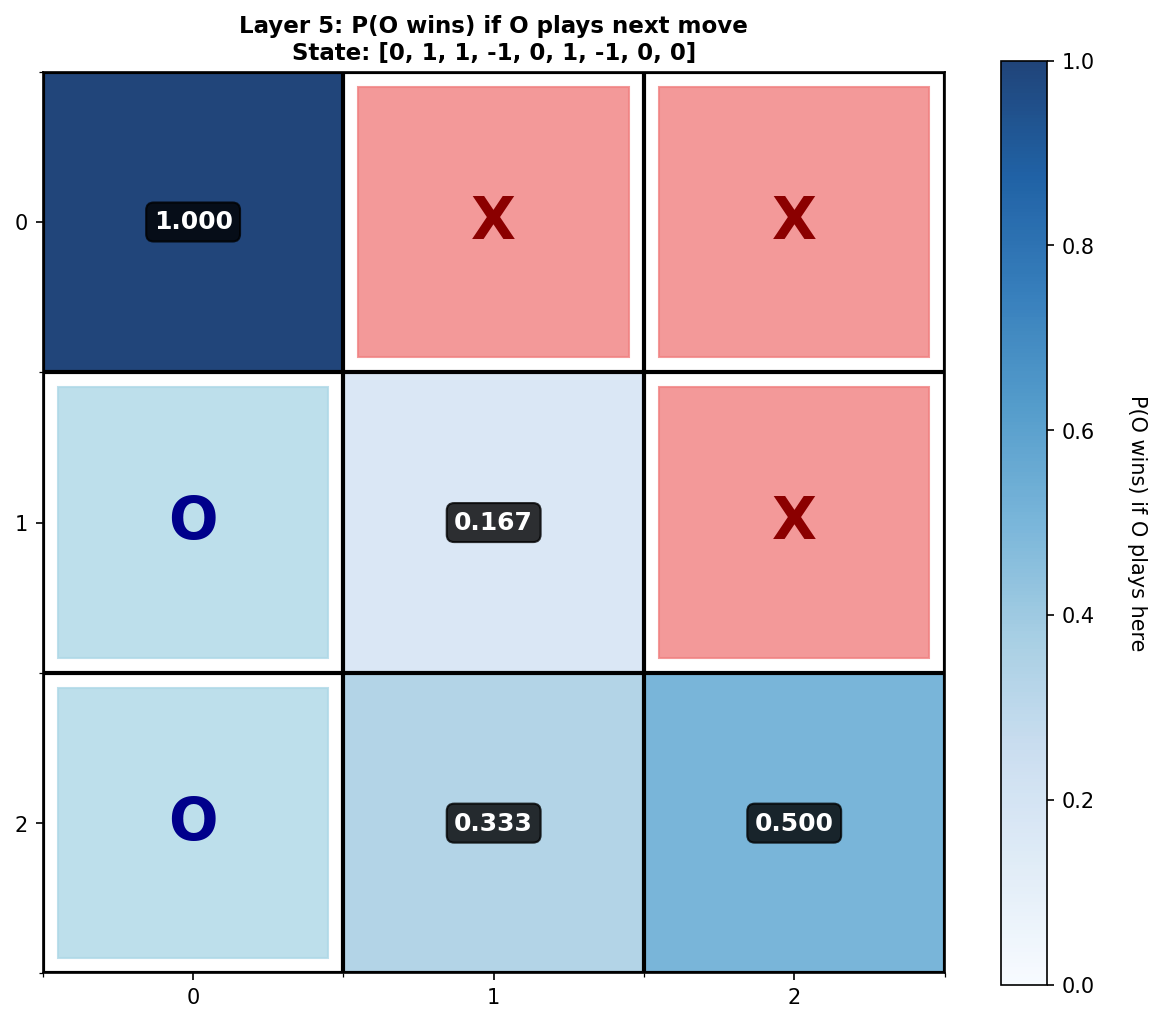 Layer 5: P(O wins) if O plays next move
State: [0, 1, 1, -1, 0, 1, -1, 0, 0]
0
1.000
X
X
1
O
0.167
X
2
O
0.333
0.500
0
1
2
1.0
0.8
0.6
0.4
0.2
0.0
P(O wins) if O plays here